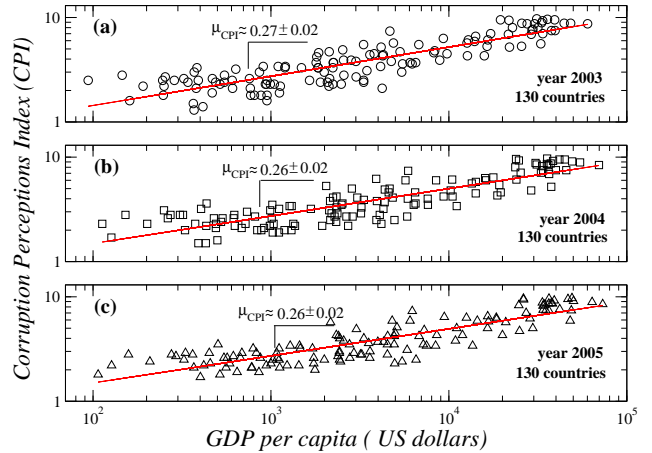 Corruption Perceptions Index (CPI)
10
(a)
μCPI≈ 0.27±0.02
year 2003
130 countries
1
10
(b)
μCPI≈ 0.26±0.02
year 2004
130 countries
1
10
(c)
μCPI≈ 0.26±0.02
year 2005
130 countries
1
10² 10³ 10⁴ 10⁵
GDP per capita ( US dollars)